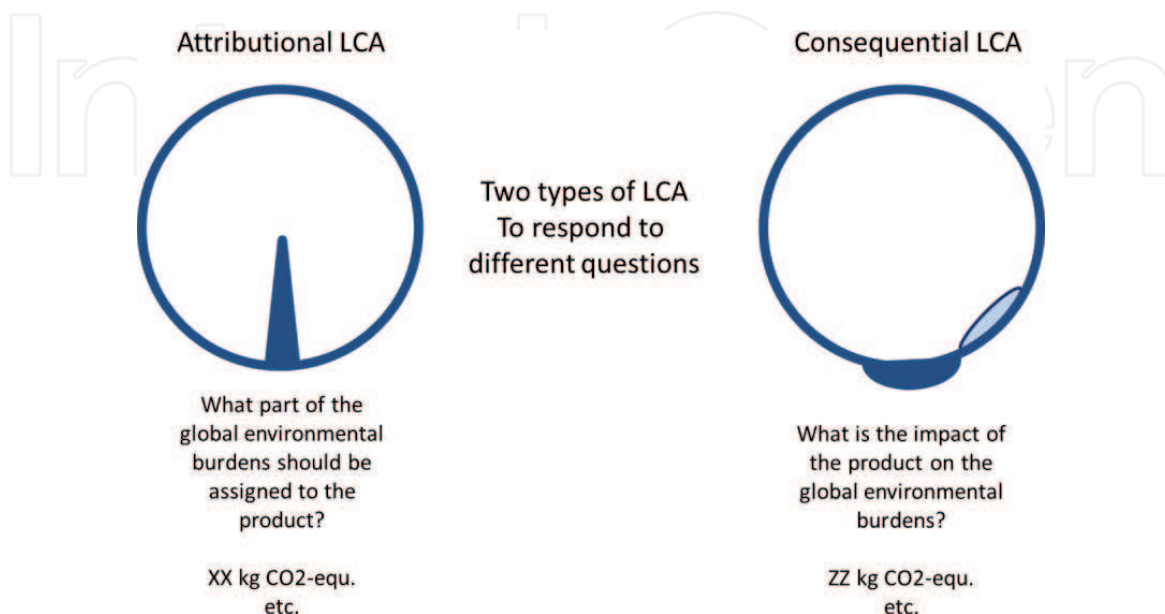 Attributional LCA
Consequential LCA
Two types of LCA
To respond to
different questions
What part of the
global environmental
burdens should be
assigned to the
product?
XX kg CO2-equ.
etc.
What is the impact of
the product on the
global environmental
burdens?
ZZ kg CO2-equ.
etc.